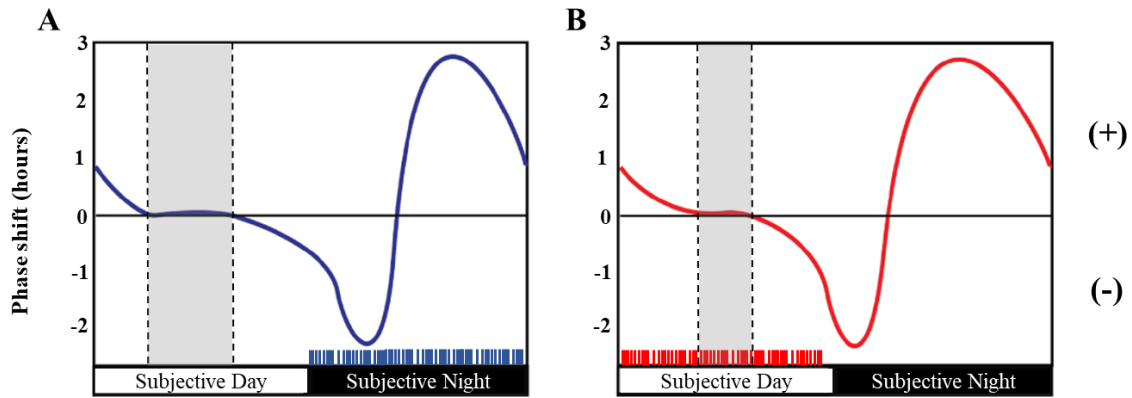 A
B
Phase shift (hours)
3
2
1
0
-1
-2
Subjective Day
Subjective Night
3
2
1
0
-1
-2
Subjective Day
Subjective Night
(+)
(-)